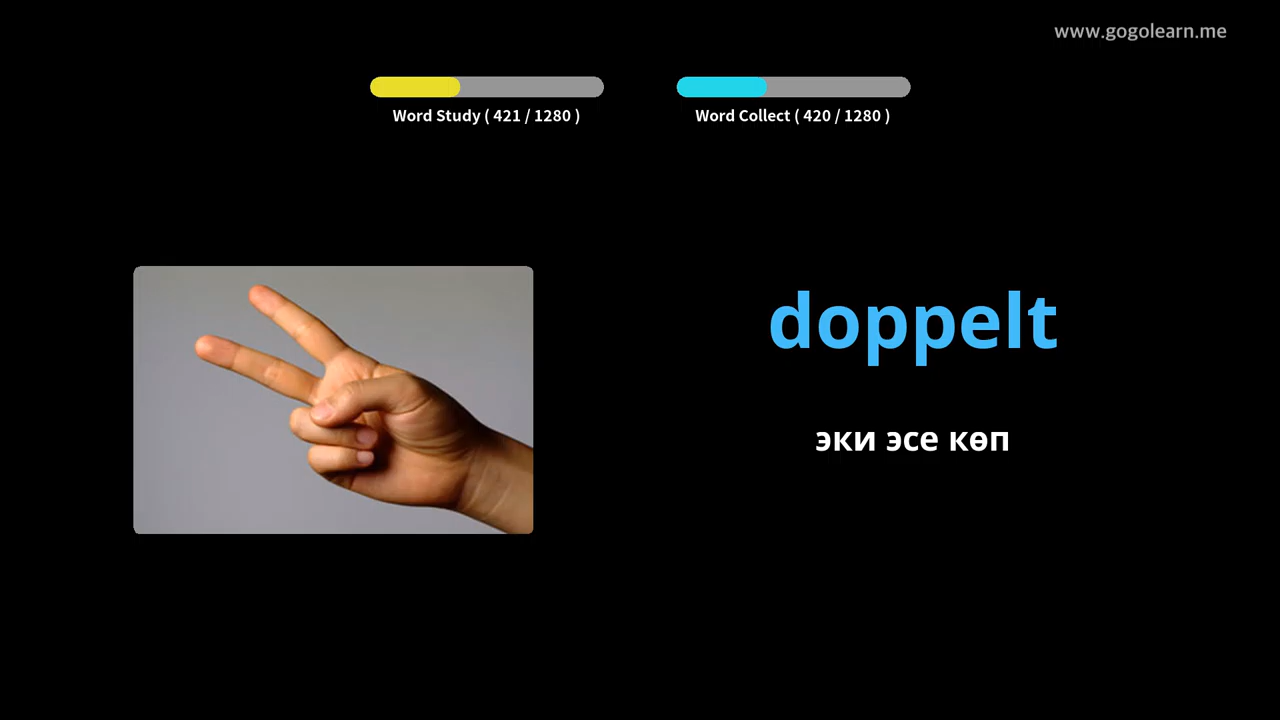 www.gogolearn.me
Word Study ( 421 / 1280 )
Word Collect ( 420 / 1280 )
doppelt
эки эсе көп